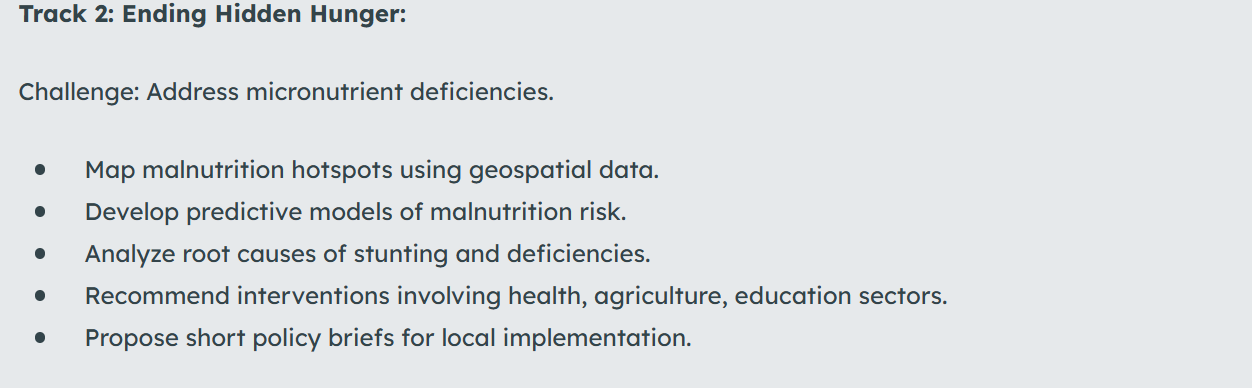 Track 2: Ending Hidden Hunger:
Challenge: Address micronutrient deficiencies.
• Map malnutrition hotspots using geospatial data.
• Develop predictive models of malnutrition risk.
• Analyze root causes of stunting and deficiencies.
• Recommend interventions involving health, agriculture, education sectors.
• Propose short policy briefs for local implementation.